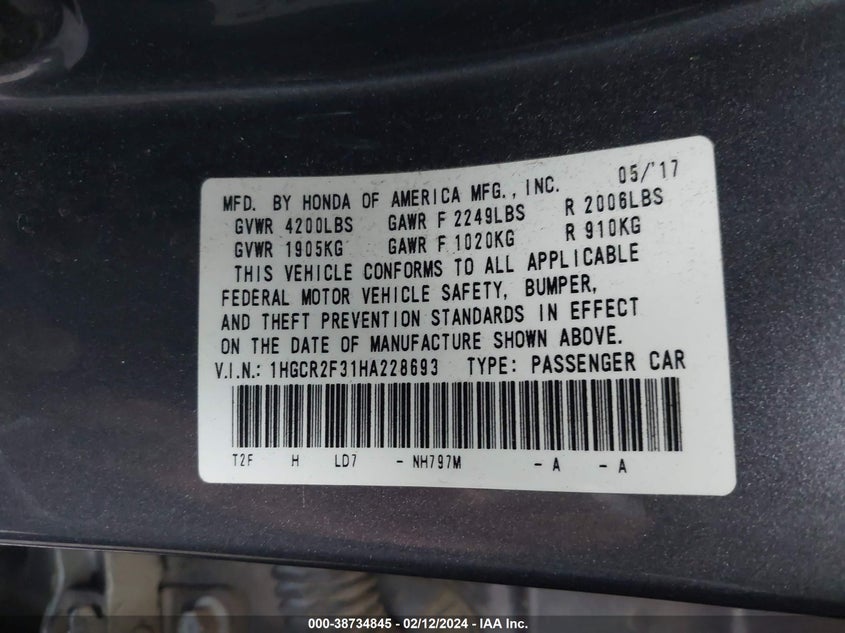 MFD. BY HONDA OF AMERICA MFG., INC. 05/'17
GVWR 4200LBS GAWR F 2249LBS R 2006LBS
GVWR 1905KG GAWR F 1020KG R 910KG
THIS VEHICLE CONFORMS TO ALL APPLICABLE
FEDERAL MOTOR VEHICLE SAFETY, BUMPER,
AND THEFT PREVENTION STANDARDS IN EFFECT
ON THE DATE OF MANUFACTURE SHOWN ABOVE.
V.I.N.: 1HGCR2F31HA228693 TYPE: PASSENGER CAR
T2F H LD7 - NH797M - A - A
000-38734845 - 02/12/2024 - IAA Inc.